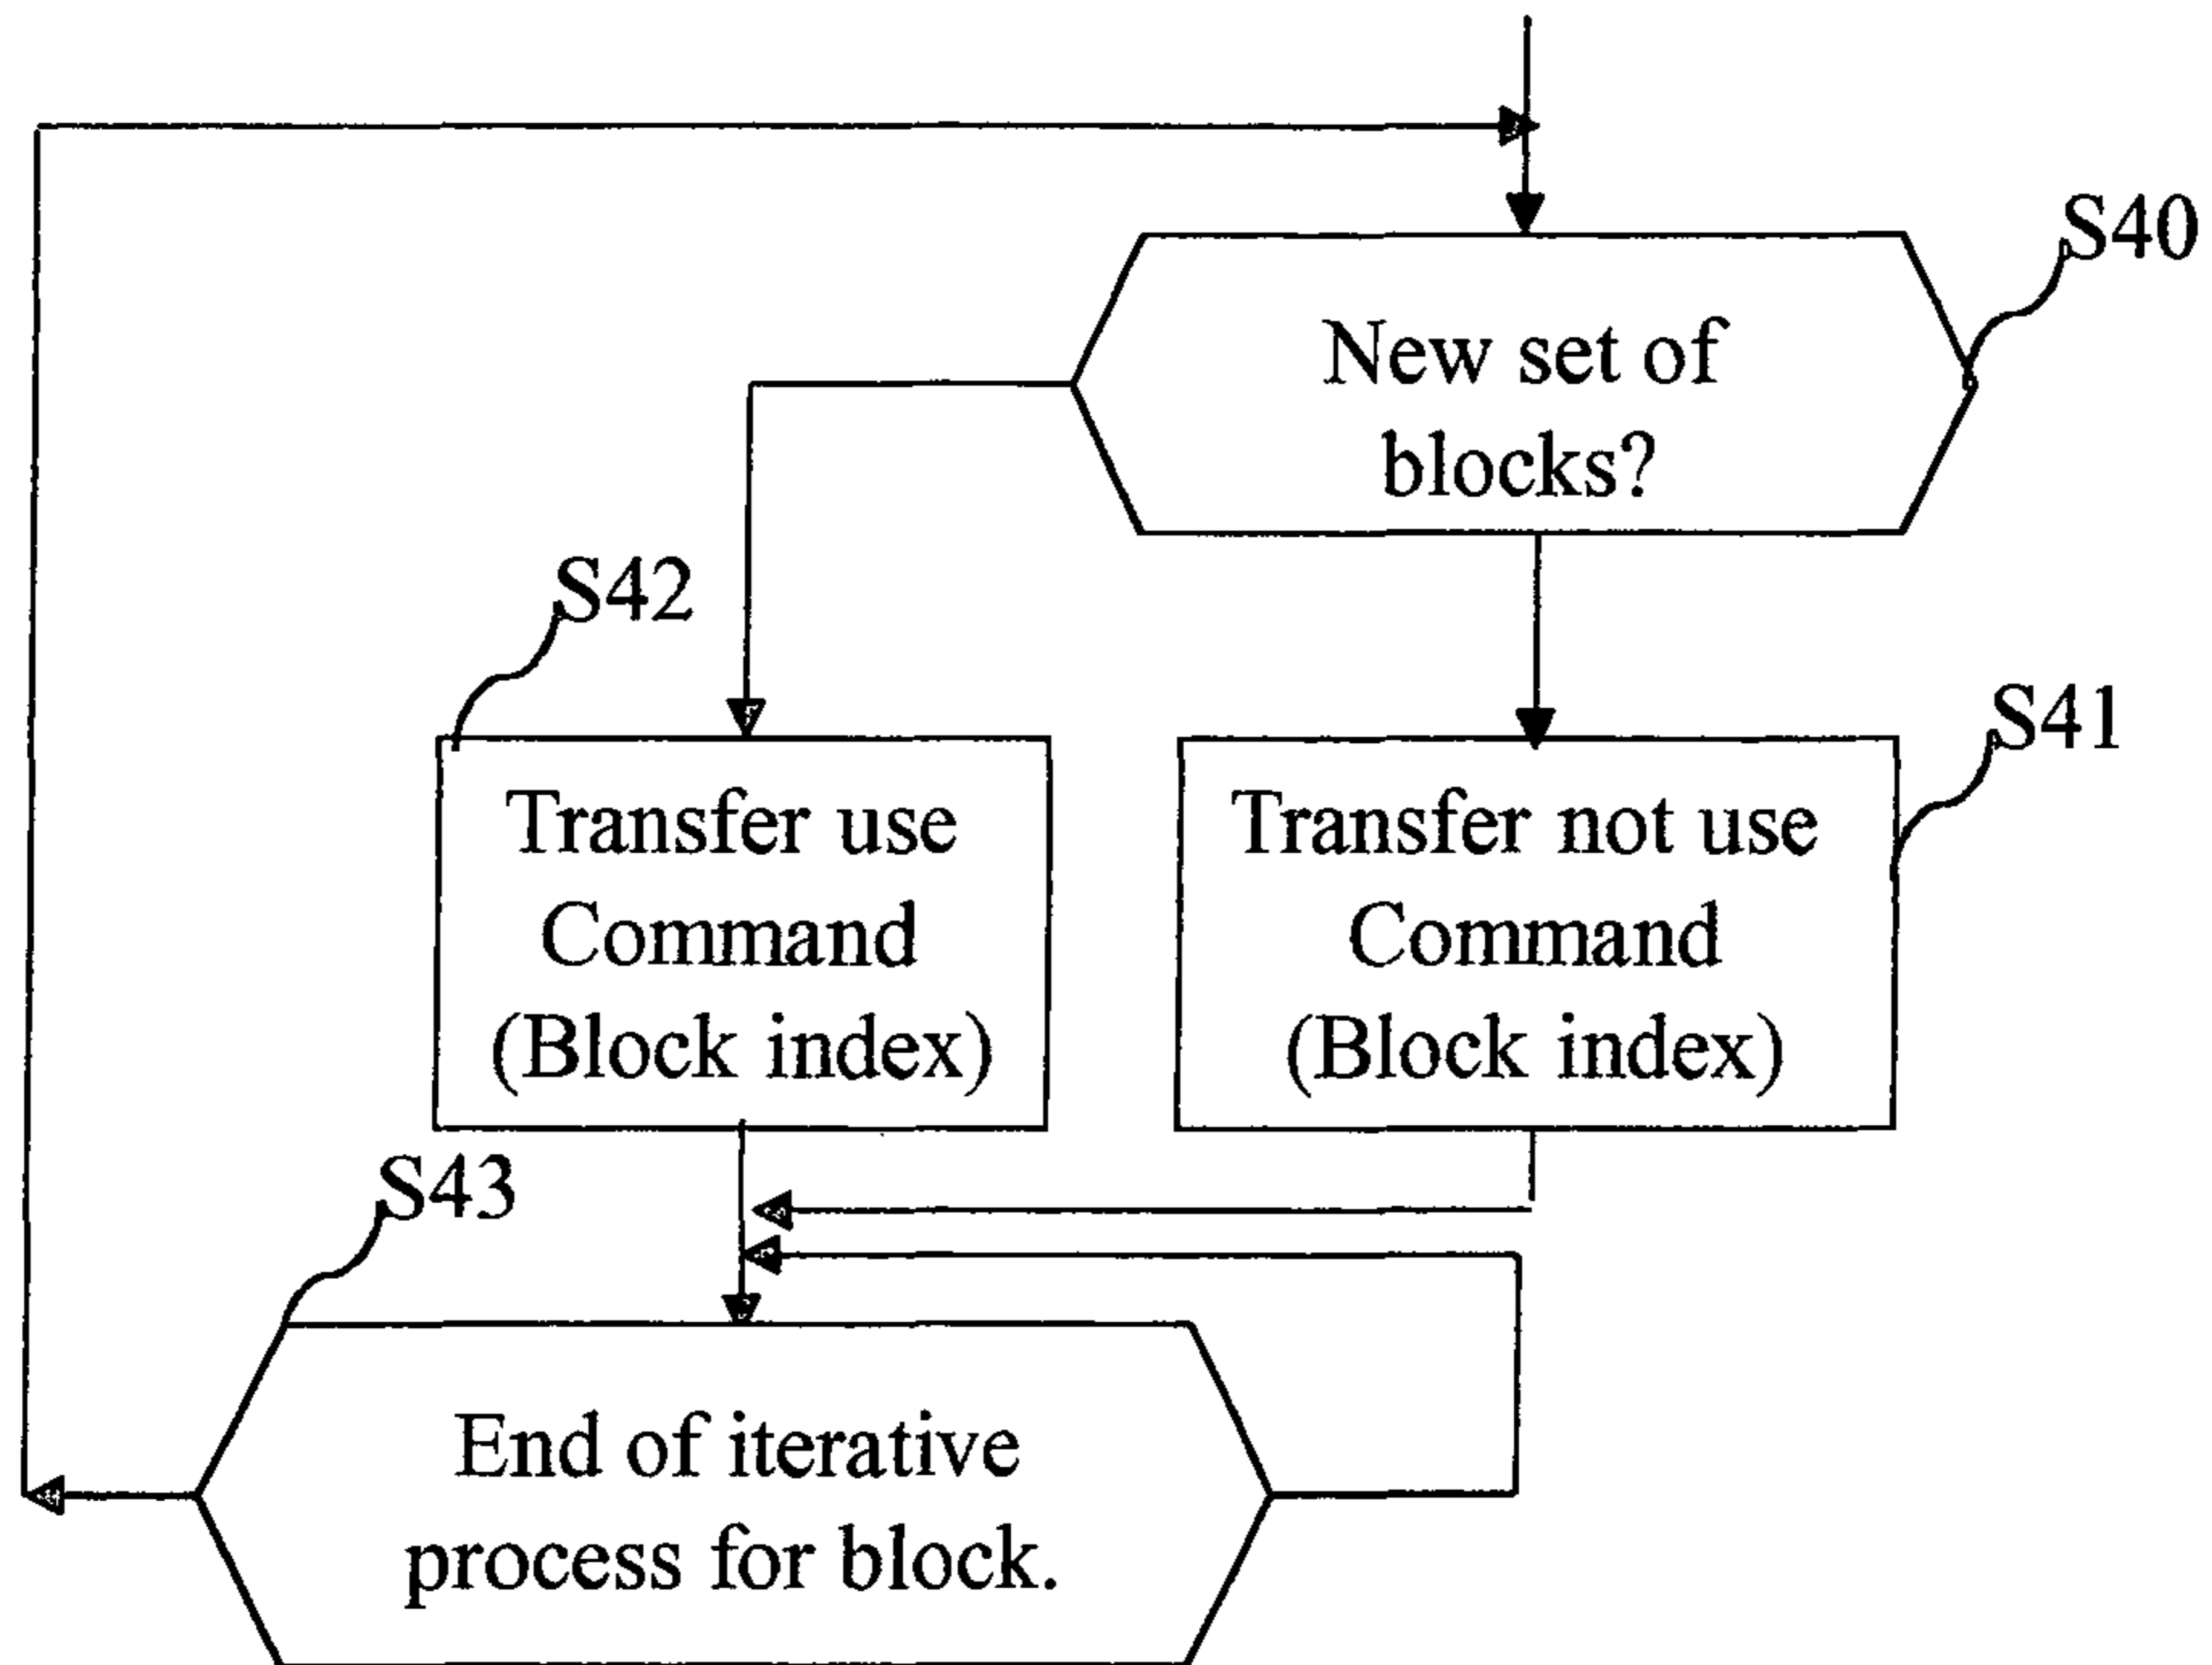 S40
New set of
blocks?
S42
S41
Transfer use
Command
(Block index)
Transfer not use
Command
(Block index)
S43
End of iterative
process for block.